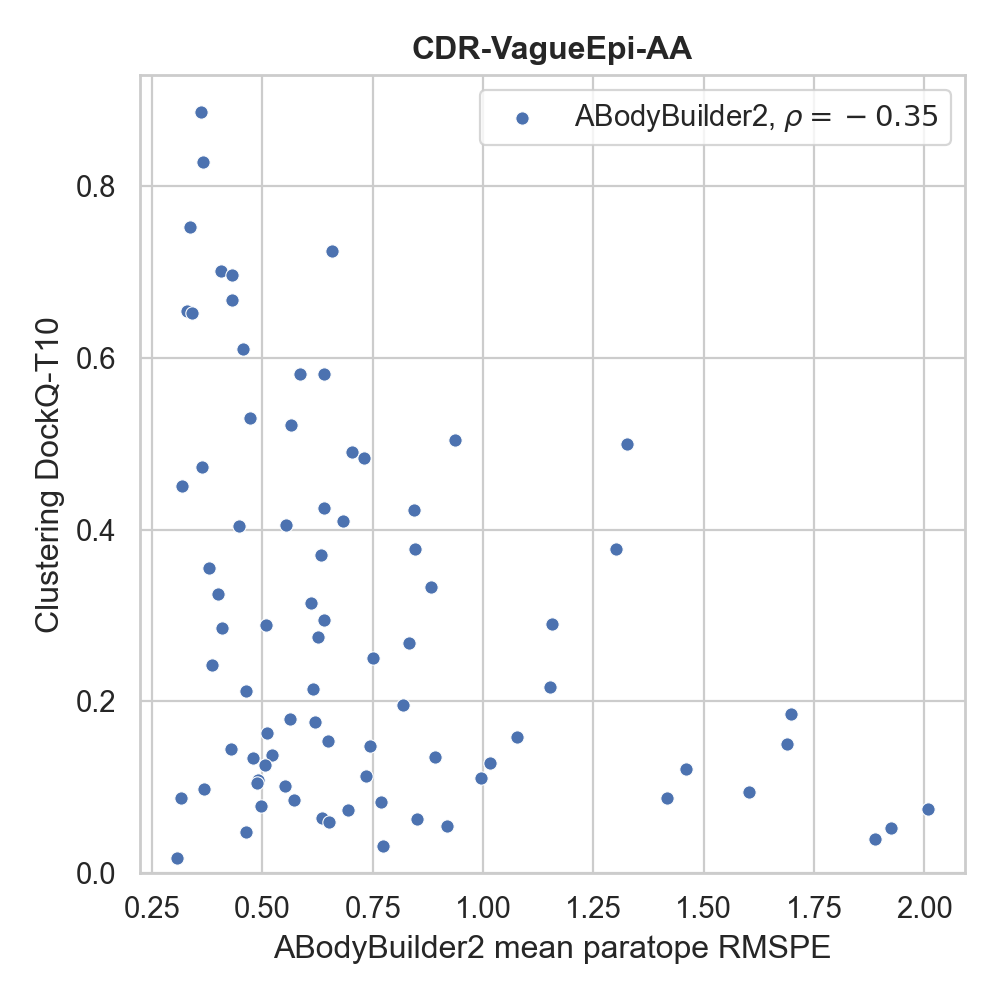 CDR-VagueEpi-AA
ABodyBuilder2, ρ = − 0.35
Clustering DockQ-T10
0.8
0.6
0.4
0.2
0.0
0.25 0.50 0.75 1.00 1.25 1.50 1.75 2.00
ABodyBuilder2 mean paratope RMSPE